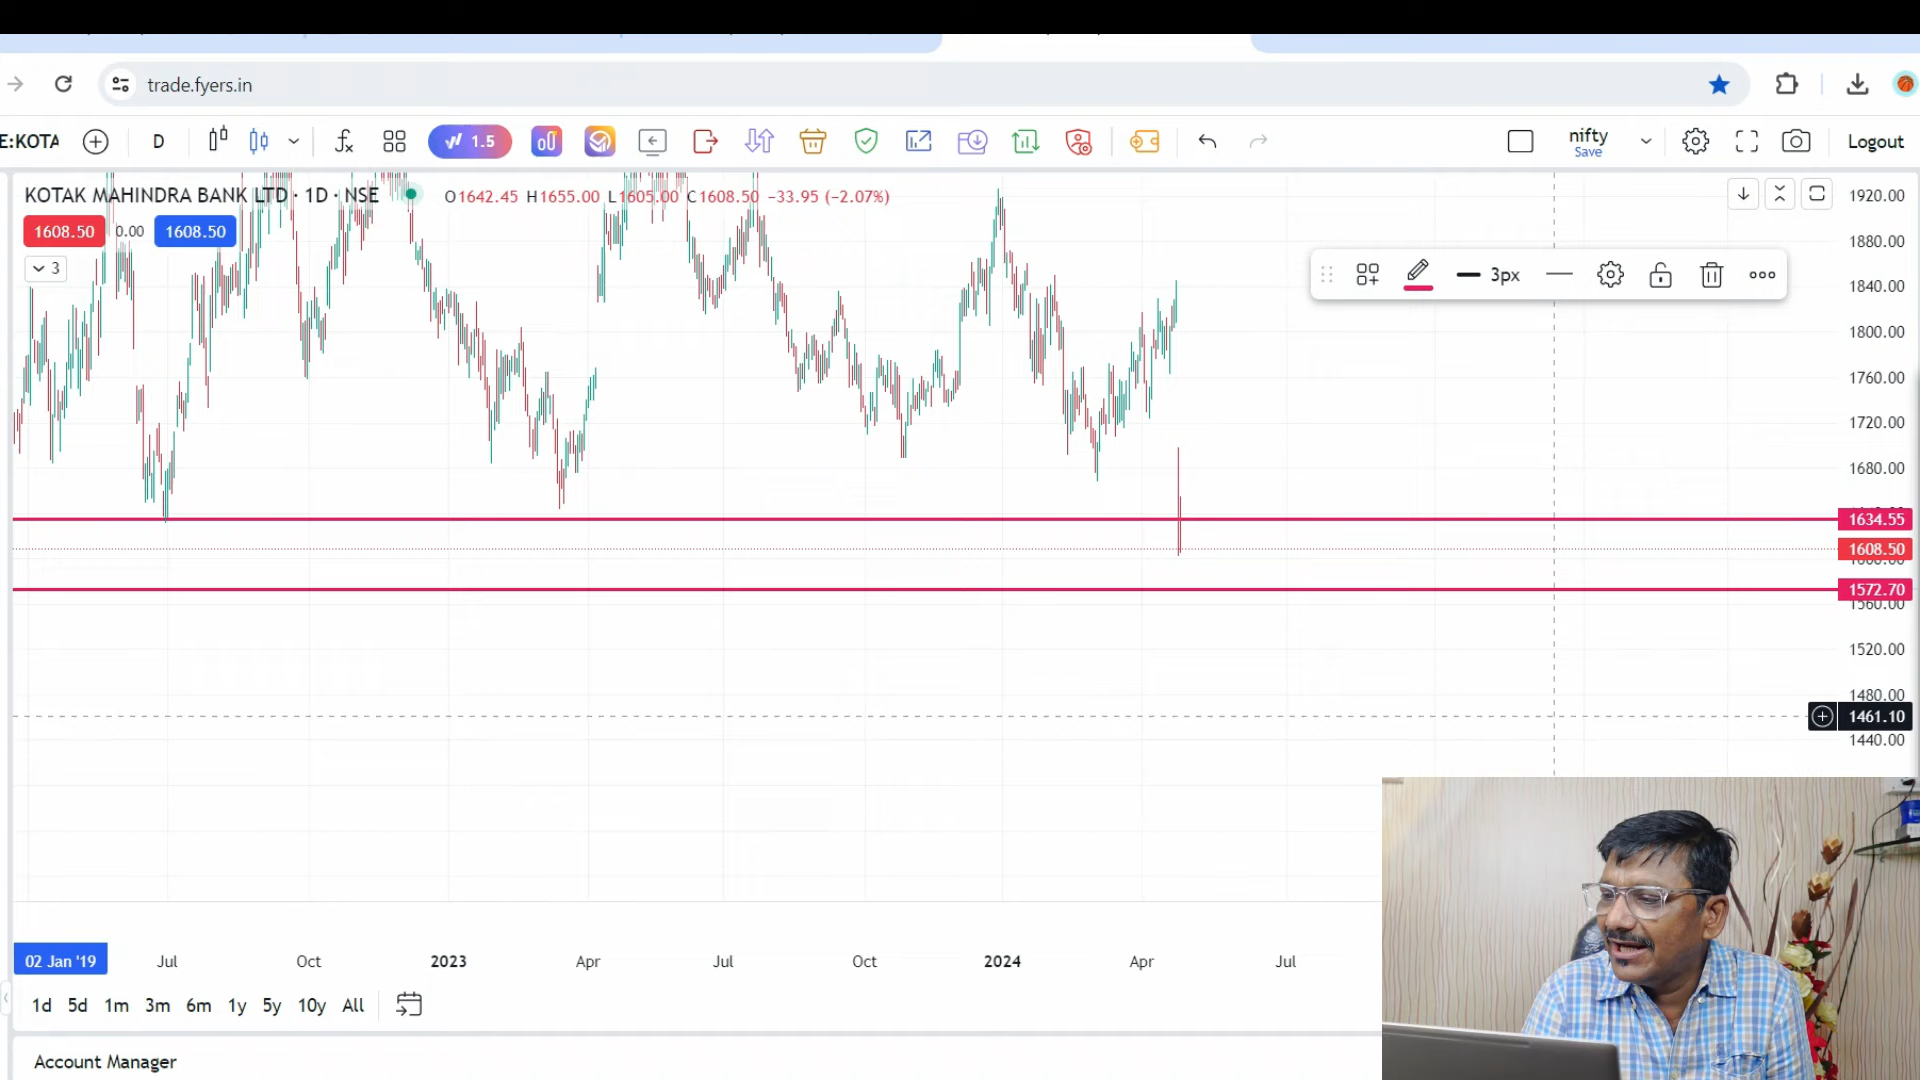 trade.fyers.in
E:KOTA
D
1.5
nifty
Save
Logout
KOTAK MAHINDRA BANK LTD · 1D · NSE
O1642.45 H1655.00 L1605.00 C1608.50 −33.95 (−2.07%)
1608.50 0.00 1608.50
3
3px
1920.00
1880.00
1840.00
1800.00
1760.00
1720.00
1680.00
1634.55
1608.50
1600.00
1572.70
1560.00
1520.00
1480.00
1461.10
1440.00
02 Jan '19 Jul Oct 2023 Apr Jul Oct 2024 Apr Jul
1d 5d 1m 3m 6m 1y 5y 10y All
Account Manager